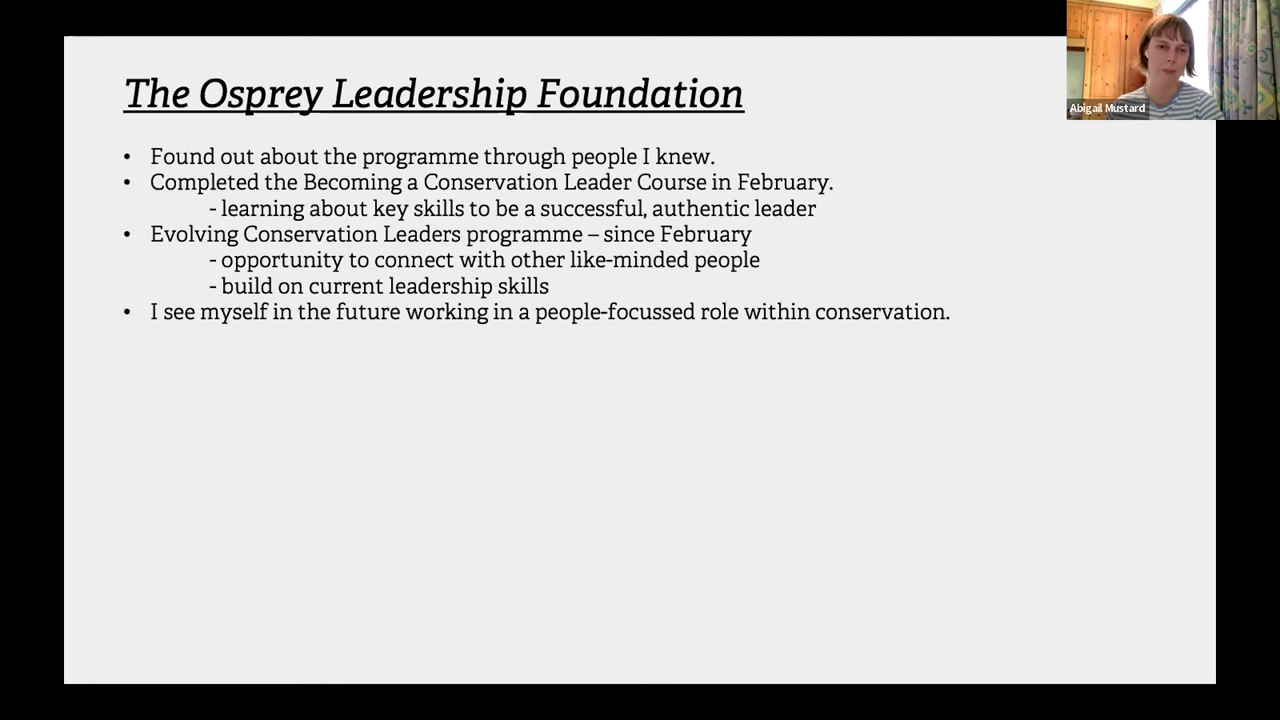 The Osprey Leadership Foundation
Abigail Mustard
• Found out about the programme through people I knew.
• Completed the Becoming a Conservation Leader Course in February.
- learning about key skills to be a successful, authentic leader
• Evolving Conservation Leaders programme – since February
- opportunity to connect with other like-minded people
- build on current leadership skills
• I see myself in the future working in a people-focussed role within conservation.